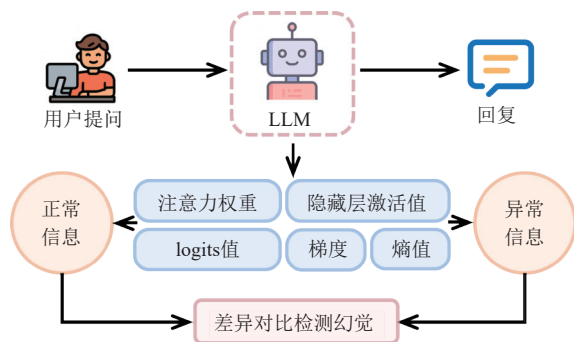 用户提问
LLM
回复
正常
信息
注意力权重
隐藏层激活值
logits值
梯度
熵值
异常
信息
差异对比检测幻觉